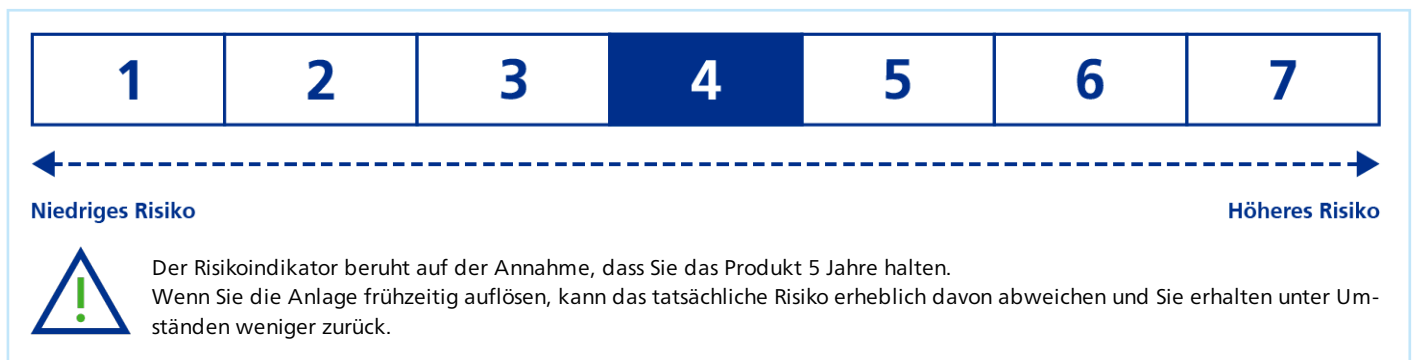 1 2 3 4 5 6 7
Niedriges Risiko Höheres Risiko
Der Risikoindikator beruht auf der Annahme, dass Sie das Produkt 5 Jahre halten.
Wenn Sie die Anlage frühzeitig auflösen, kann das tatsächliche Risiko erheblich davon abweichen und Sie erhalten unter Um-
ständen weniger zurück.